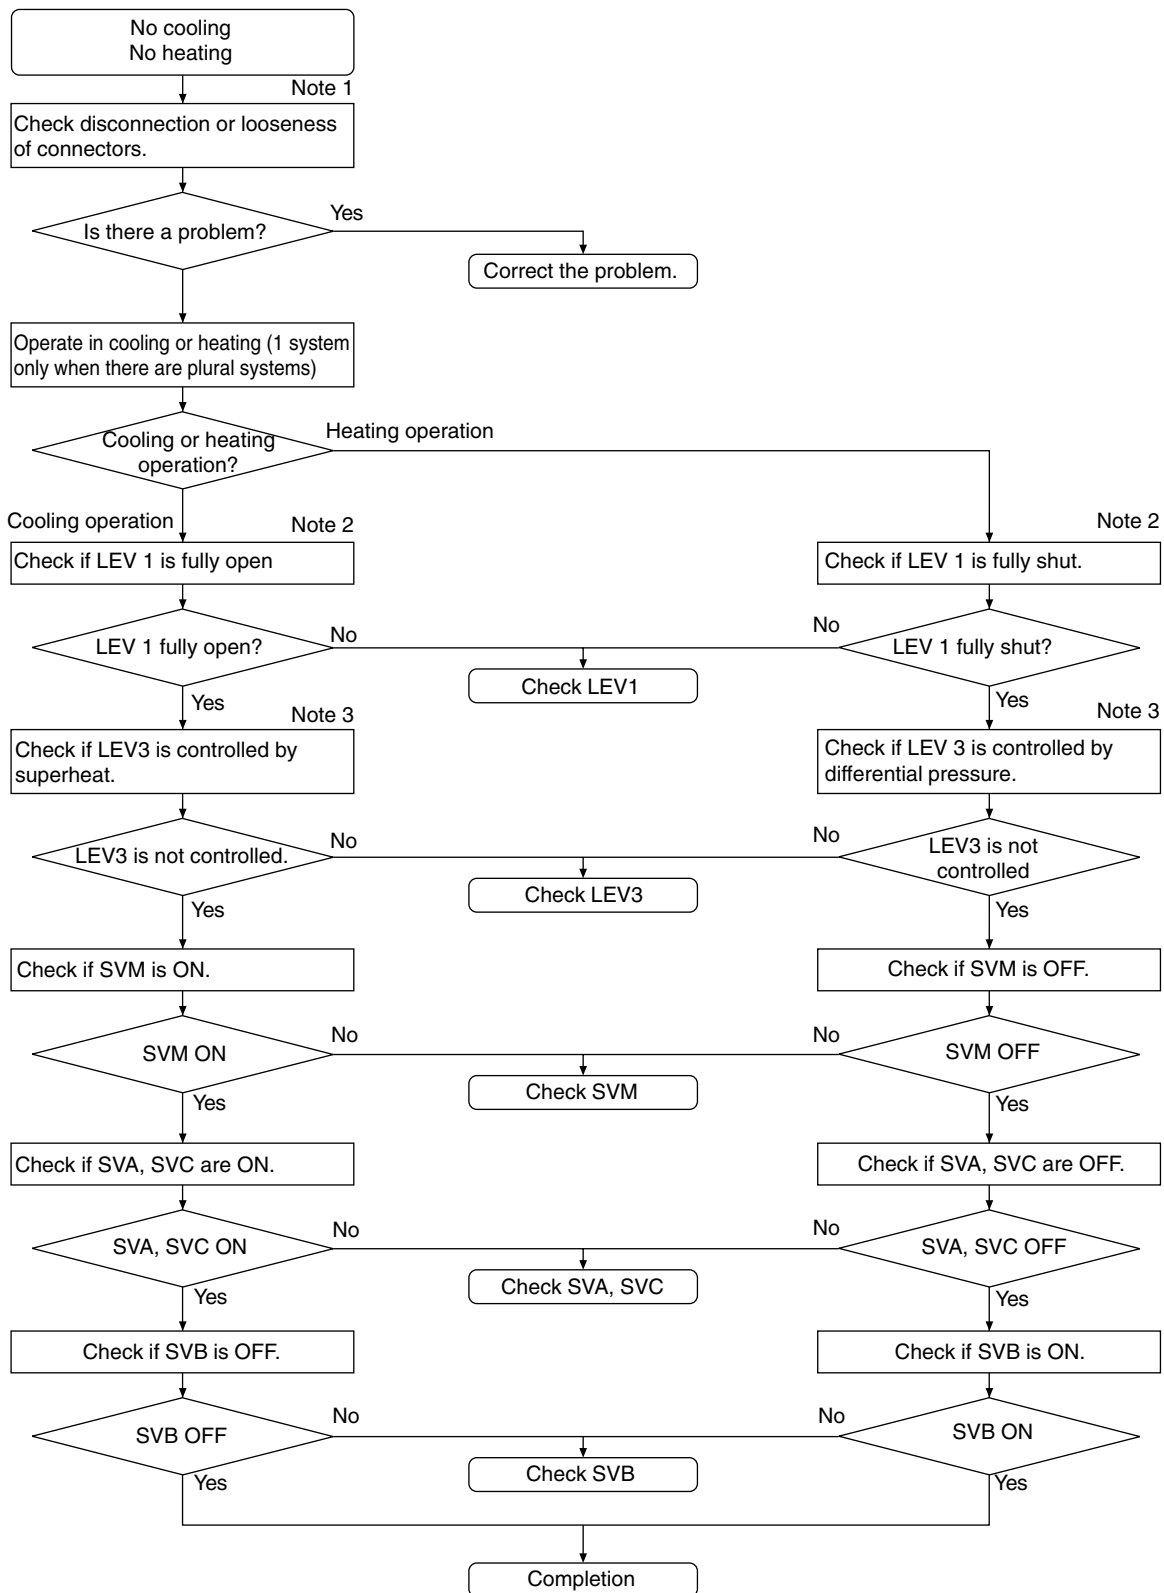 No cooling
No heating
Note 1
Check disconnection or looseness
of connectors.
Is there a problem?
Yes
Correct the problem.
Operate in cooling or heating (1 system
only when there are plural systems)
Cooling or heating
operation?
Heating operation
Cooling operation
Note 2
Note 2
Check if LEV 1 is fully open
Check if LEV 1 is fully shut.
LEV 1 fully open?
No
No
LEV 1 fully shut?
Check LEV1
Yes
Yes
Note 3
Note 3
Check if LEV3 is controlled by
superheat.
Check if LEV 3 is controlled by
differential pressure.
LEV3 is not controlled.
No
No
LEV3 is not
controlled
Check LEV3
Yes
Yes
Check if SVM is ON.
Check if SVM is OFF.
SVM ON
No
No
SVM OFF
Check SVM
Yes
Yes
Check if SVA, SVC are ON.
Check if SVA, SVC are OFF.
SVA, SVC ON
No
No
SVA, SVC OFF
Check SVA, SVC
Yes
Yes
Check if SVB is OFF.
Check if SVB is ON.
SVB OFF
No
No
SVB ON
Check SVB
Yes
Yes
Completion